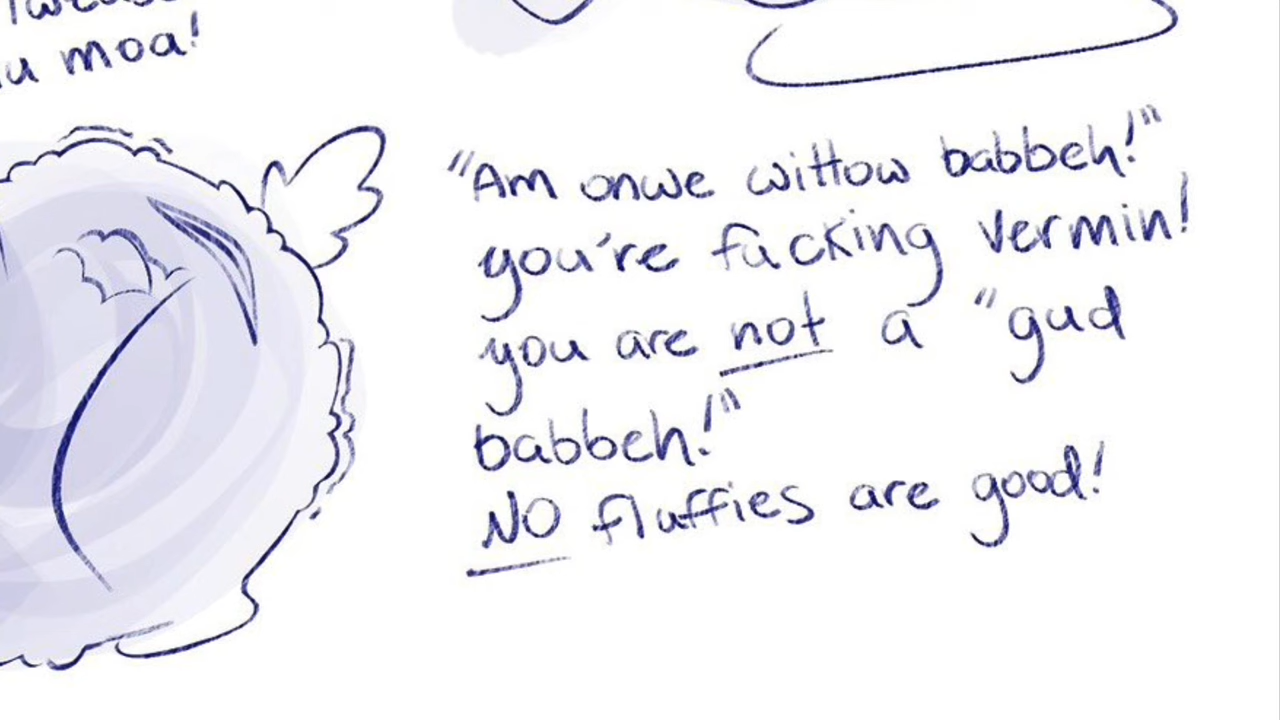 u moa!
"Am onwe wittow babbeh!"
you're fucking vermin!
you are not a "gud
babbeh!"
NO fluffies are good!